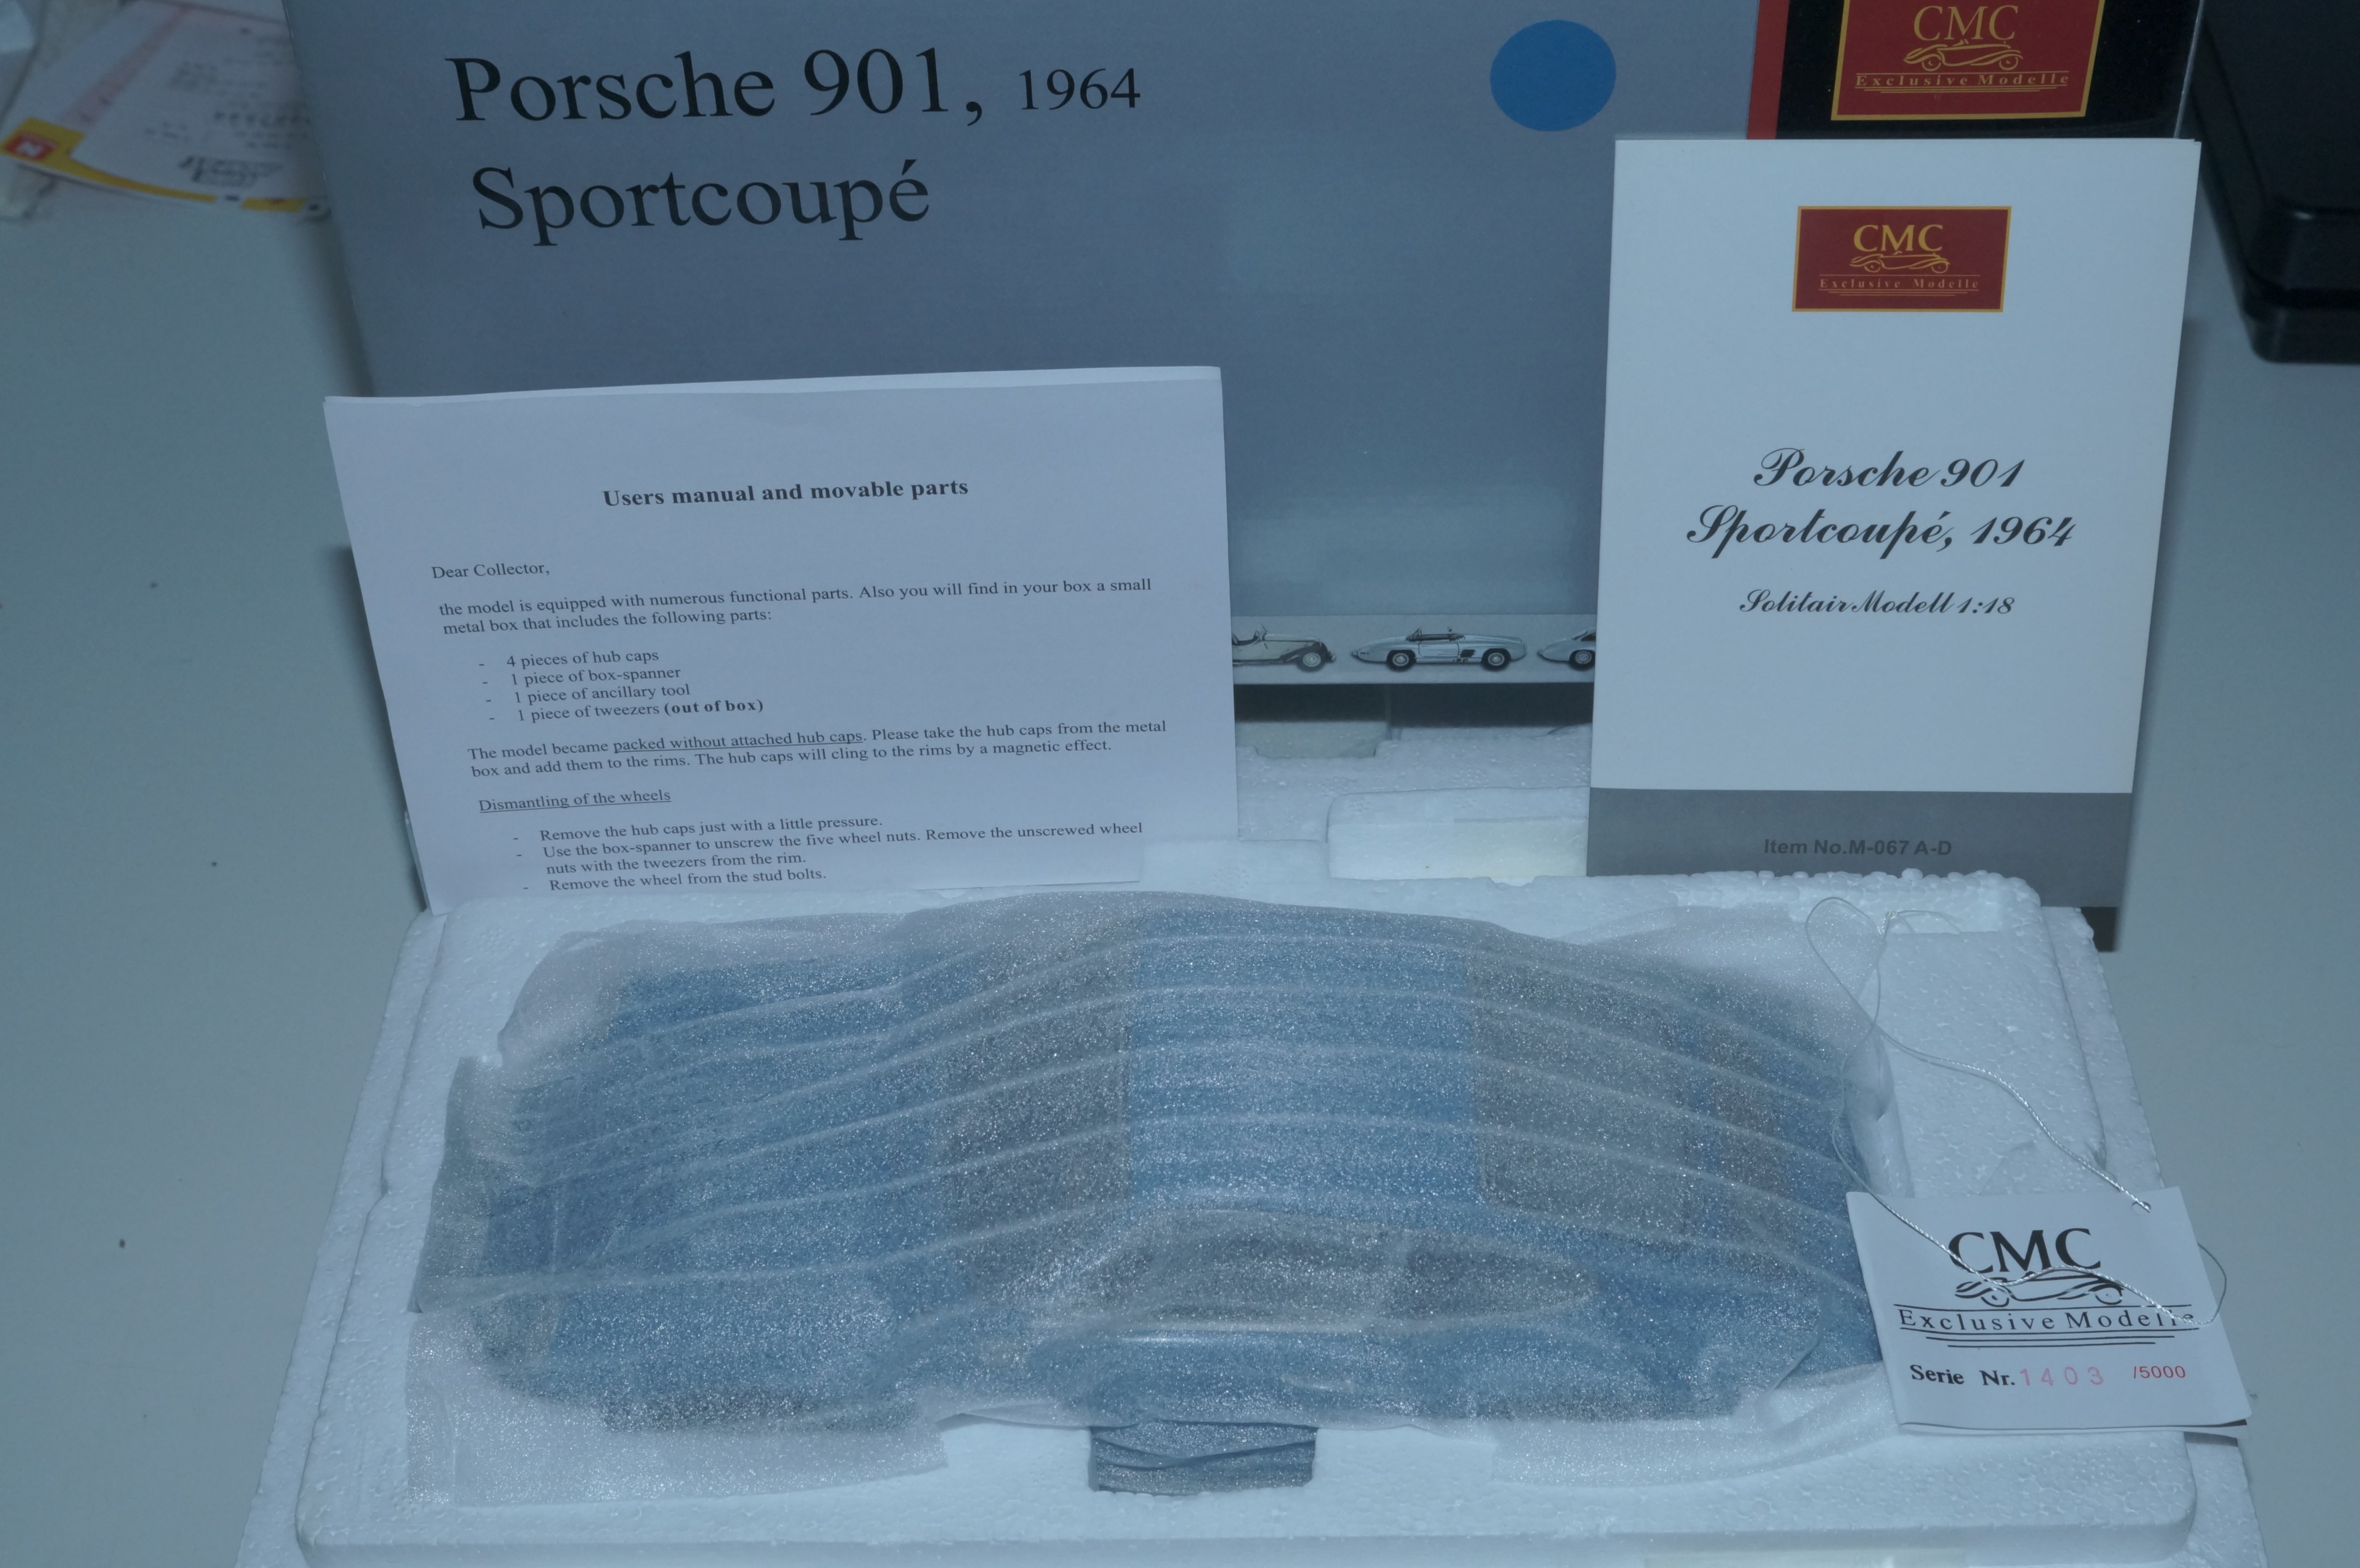 Porsche 901, 1964
Sportcoupé
CMC
Exclusive Modelle
CMC
Exclusive Modelle
Porsche 901
Sportcoupé, 1964
Solitair Modell 1:18
Item No.M-067 A-D
Users manual and movable parts
Dear Collector,
the model is equipped with numerous functional parts. Also you will find in your box a small
metal box that includes the following parts:
- 4 pieces of hub caps
- 1 piece of box-spanner
- 1 piece of ancillary tool
- 1 piece of tweezers (out of box)
The model became packed without attached hub caps. Please take the hub caps from the metal
box and add them to the rims. The hub caps will cling to the rims by a magnetic effect.
Dismantling of the wheels
- Remove the hub caps just with a little pressure.
- Use the box-spanner to unscrew the five wheel nuts. Remove the unscrewed wheel
nuts with the tweezers from the rim.
- Remove the wheel from the stud bolts.
CMC
Exclusive Modelle
Serie Nr. 1403 /5000